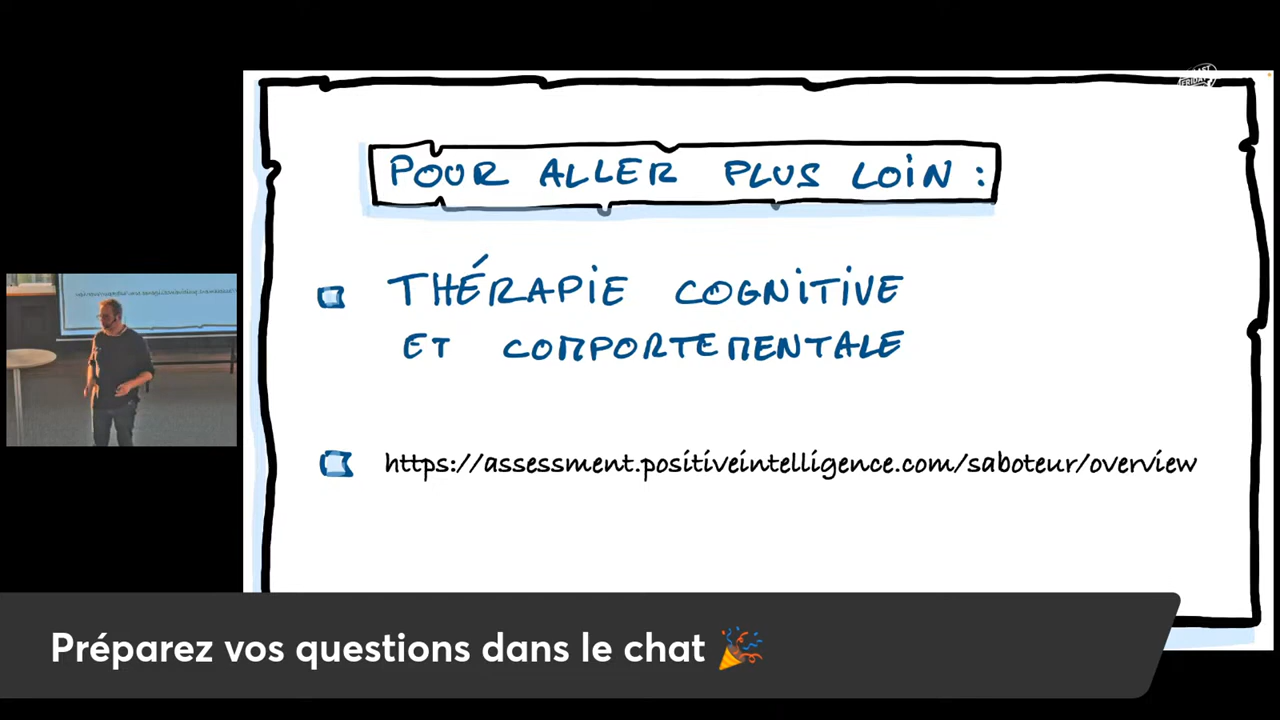 POUR ALLER PLUS LOIN :
THÉRAPIE COGNITIVE
ET COMPORTEMENTALE
https://assessment.positiveintelligence.com/saboteur/overview
Préparez vos questions dans le chat 🎉